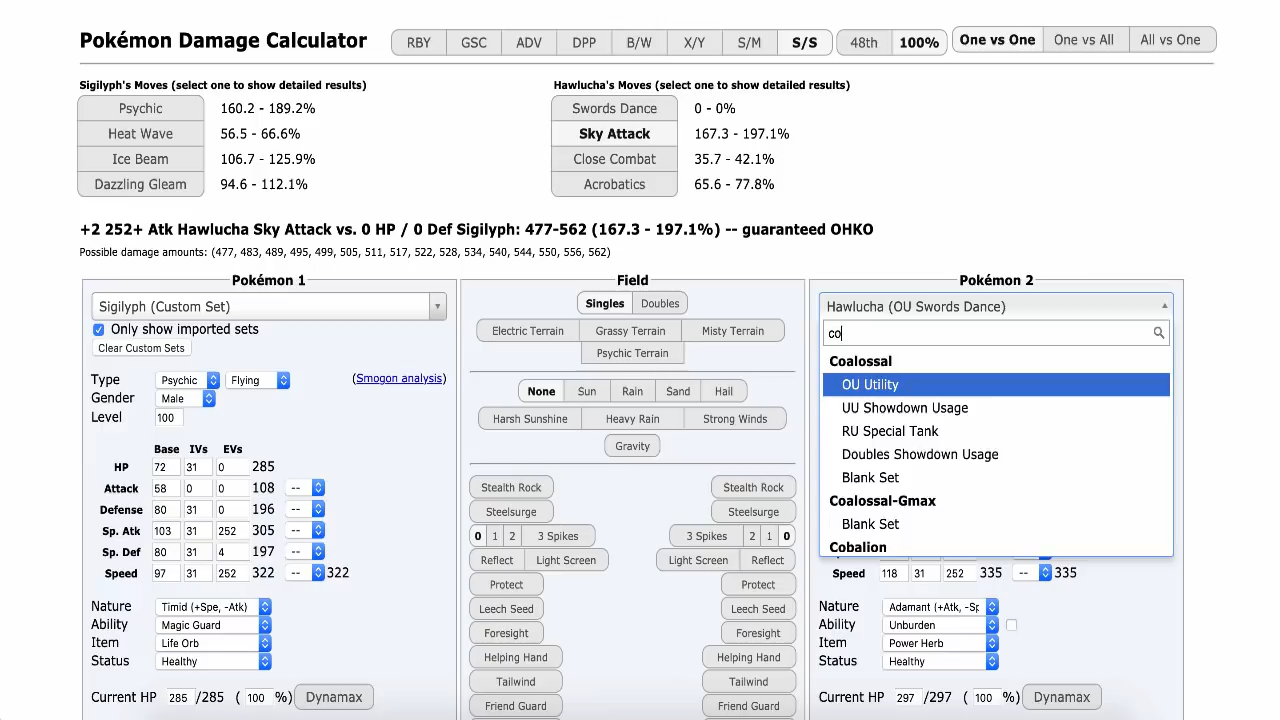 Pokémon Damage Calculator RBY GSC ADV DPP B/W X/Y S/M S/S 48th 100% One vs One One vs All All vs One
Sigilyph's Moves (select one to show detailed results) Hawlucha's Moves (select one to show detailed results)
Psychic 160.2 - 189.2% Swords Dance 0 - 0%
Heat Wave 56.5 - 66.6% Sky Attack 167.3 - 197.1%
Ice Beam 106.7 - 125.9% Close Combat 35.7 - 42.1%
Dazzling Gleam 94.6 - 112.1% Acrobatics 65.6 - 77.8%
+2 252+ Atk Hawlucha Sky Attack vs. 0 HP / 0 Def Sigilyph: 477-562 (167.3 - 197.1%) -- guaranteed OHKO
Possible damage amounts: (477, 483, 489, 495, 499, 505, 511, 517, 522, 528, 534, 540, 544, 550, 556, 562)
Pokémon 1
Sigilyph (Custom Set)
Only show imported sets
Clear Custom Sets
Type Psychic Flying (Smogon analysis)
Gender Male
Level 100
Base IVs EVs
HP 72 31 0 285
Attack 58 0 0 108 --
Defense 80 31 0 196 --
Sp. Atk 103 31 252 305 --
Sp. Def 80 31 4 197 --
Speed 97 31 252 322 -- 322
Nature Timid (+Spe, -Atk)
Ability Magic Guard
Item Life Orb
Status Healthy
Current HP 285 /285 ( 100 %) Dynamax
Field
Singles Doubles
Electric Terrain Grassy Terrain Misty Terrain
Psychic Terrain
None Sun Rain Sand Hail
Harsh Sunshine Heavy Rain Strong Winds
Gravity
Stealth Rock Stealth Rock
Steelsurge Steelsurge
0 1 2 3 Spikes 3 Spikes 2 1 0
Reflect Light Screen Light Screen Reflect
Protect Protect
Leech Seed Leech Seed
Foresight Foresight
Helping Hand Helping Hand
Tailwind Tailwind
Friend Guard Friend Guard
Pokémon 2
Hawlucha (OU Swords Dance)
co
Coalossal
OU Utility
UU Showdown Usage
RU Special Tank
Doubles Showdown Usage
Blank Set
Coalossal-Gmax
Blank Set
Cobalion
Speed 118 31 252 335 -- 335
Nature Adamant (+Atk, -Sp
Ability Unburden
Item Power Herb
Status Healthy
Current HP 297 /297 ( 100 %) Dynamax